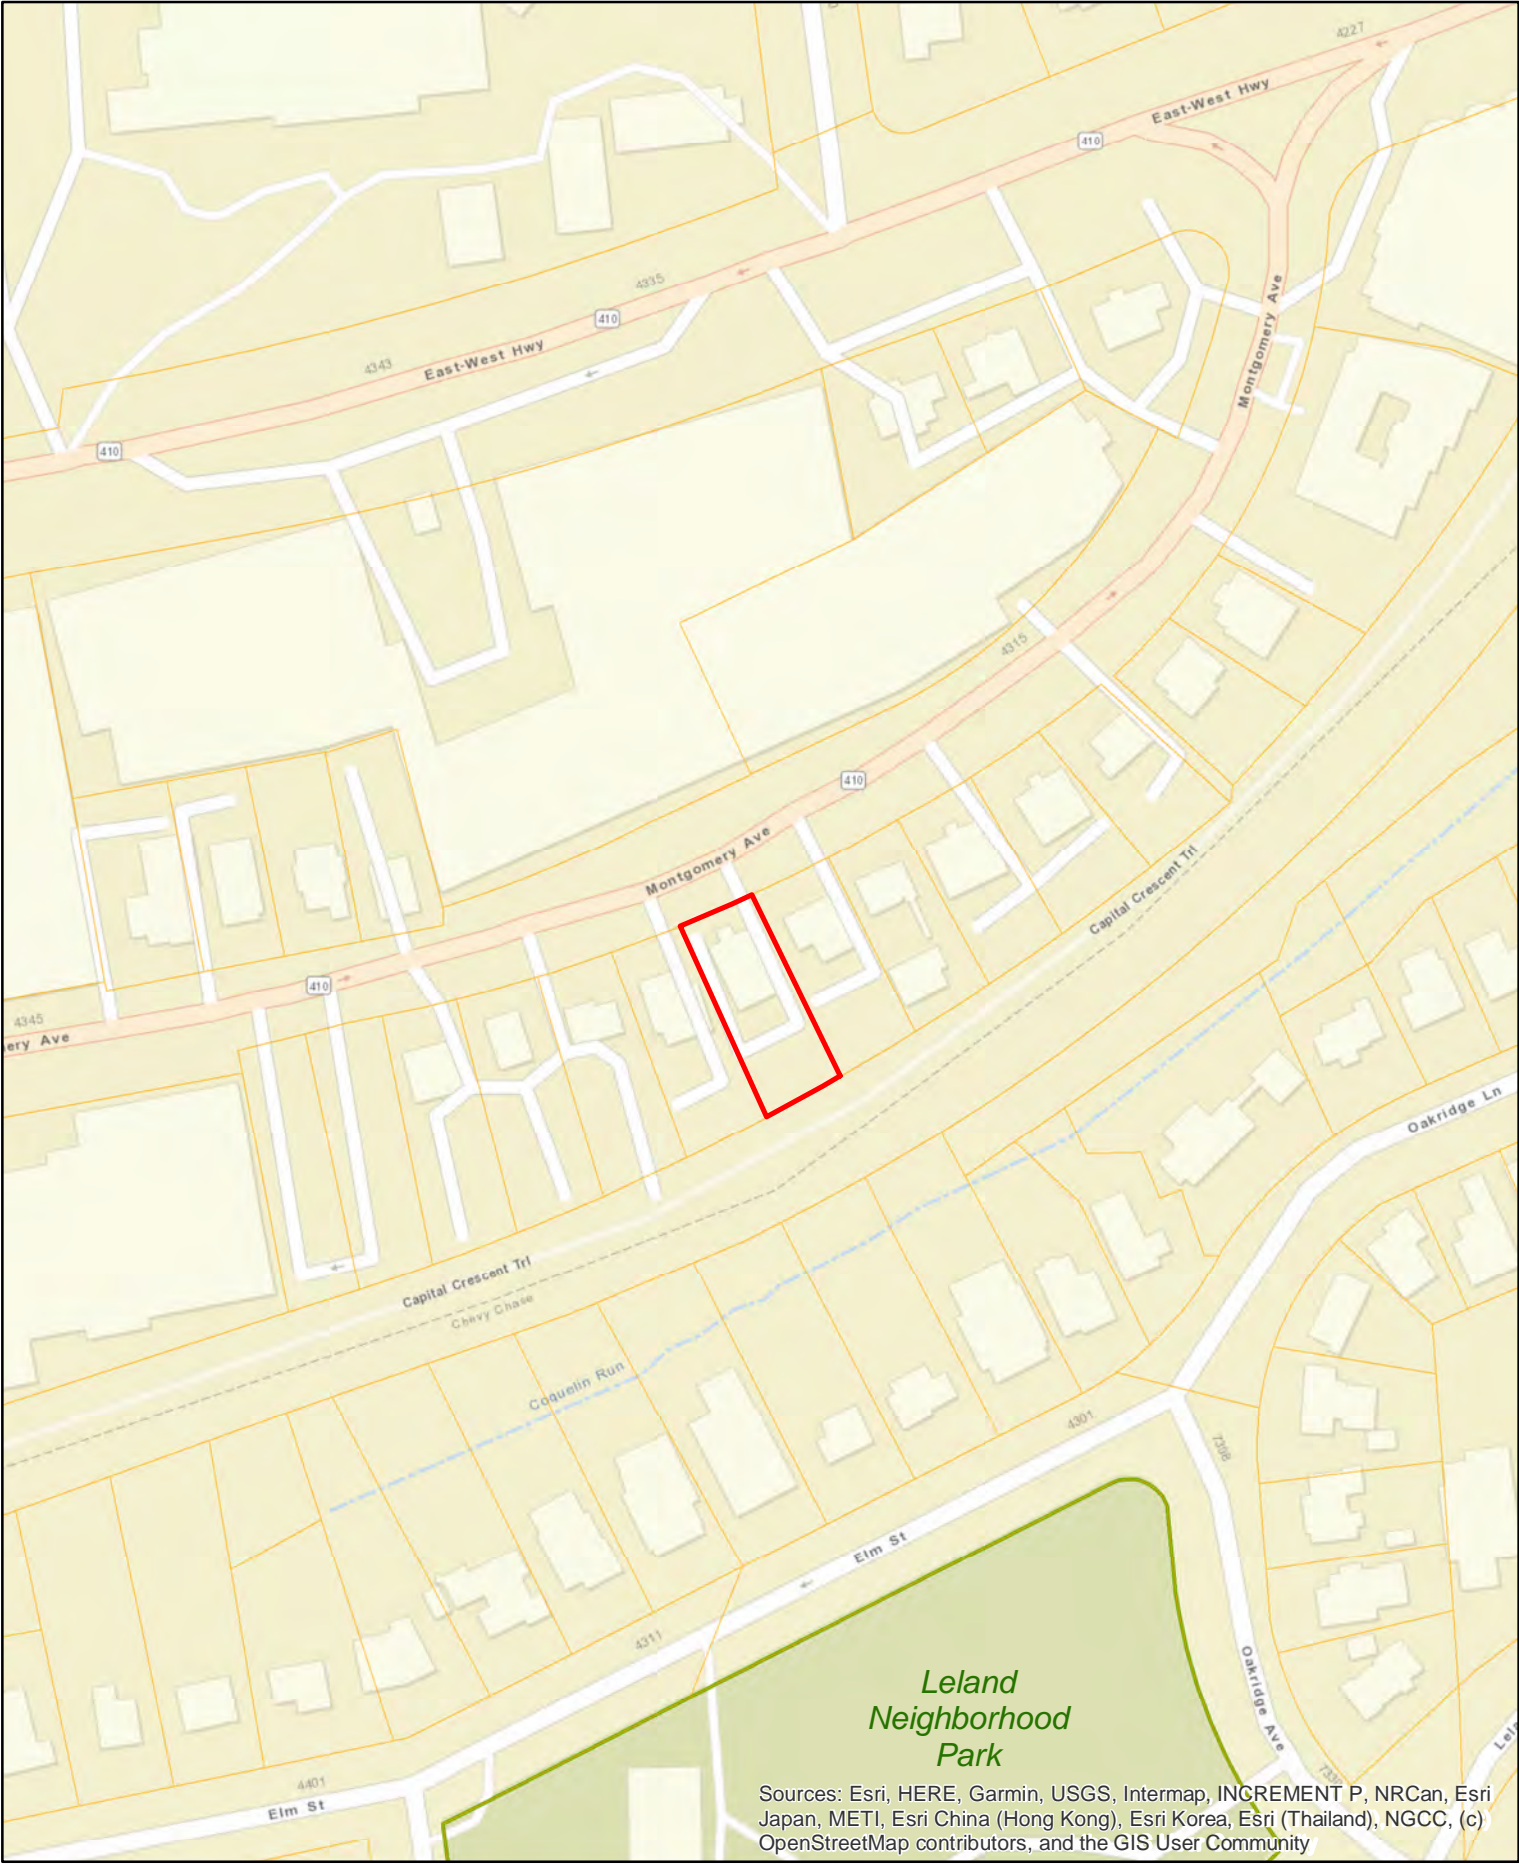 4227
East-West Hwy
410
4335
410
Montgomery Ave
East-West Hwy
4343
410
4315
410
Montgomery Ave
Capital Crescent Trl
410
4345
ery Ave
Oakridge Ln
Capital Crescent Trl
Chevy Chase
Coquelin Run
4301
7308
Elm St
4311
Oakridge Ave
Leland
Neighborhood
Park
4401
Elm St
Sources: Esri, HERE, Garmin, USGS, Intermap, INCREMENT P, NRCan, Esri
Japan, METI, Esri China (Hong Kong), Esri Korea, Esri (Thailand), NGCC, (c)
OpenStreetMap contributors, and the GIS User Community